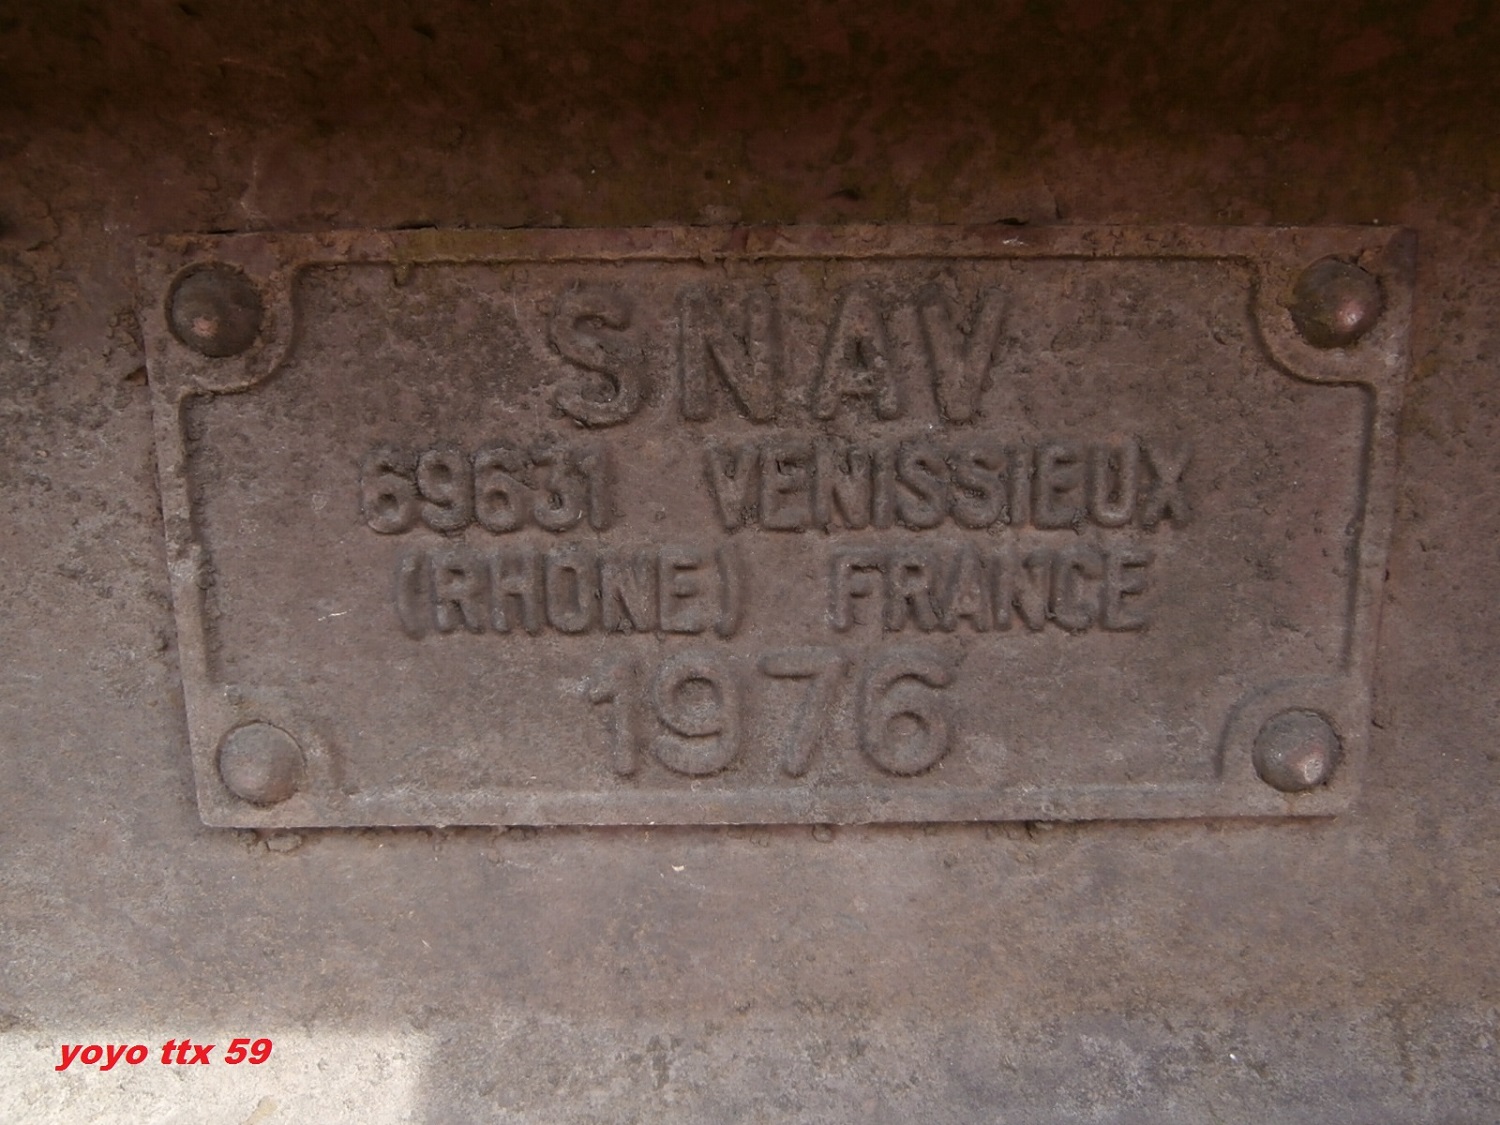 SNAV
69631 VENISSIEUX
(RHONE) FRANCE
1976
yoyo ttx 59